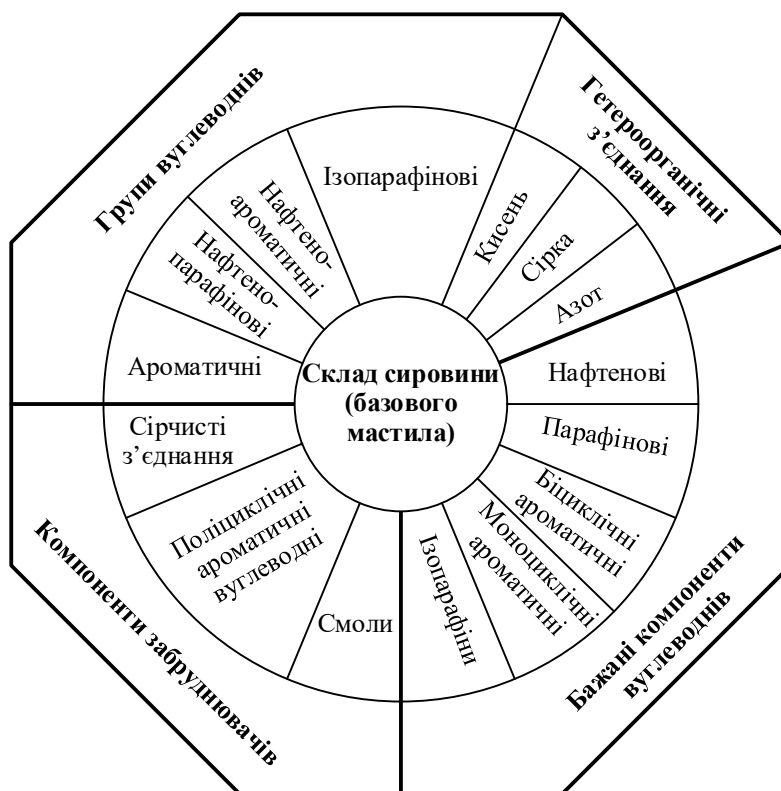 Групи вуглеводнів
Гетероорганічні
з’єднання
Ізопарафінові
Нафтено-
ароматичні
Нафтено-
парафінові
Ароматичні
Кисень
Сірка
Азот
Склад сировини
(базового
мастила)
Нафтенові
Парафінові
Біциклічні
ароматичні
Моноциклічні
ароматичні
Ізопарафіни
Сірчисті
з’єднання
Поліциклічні
ароматичні
вуглеводні
Смоли
Компоненти забруднювачів
Бажані компоненти
вуглеводнів